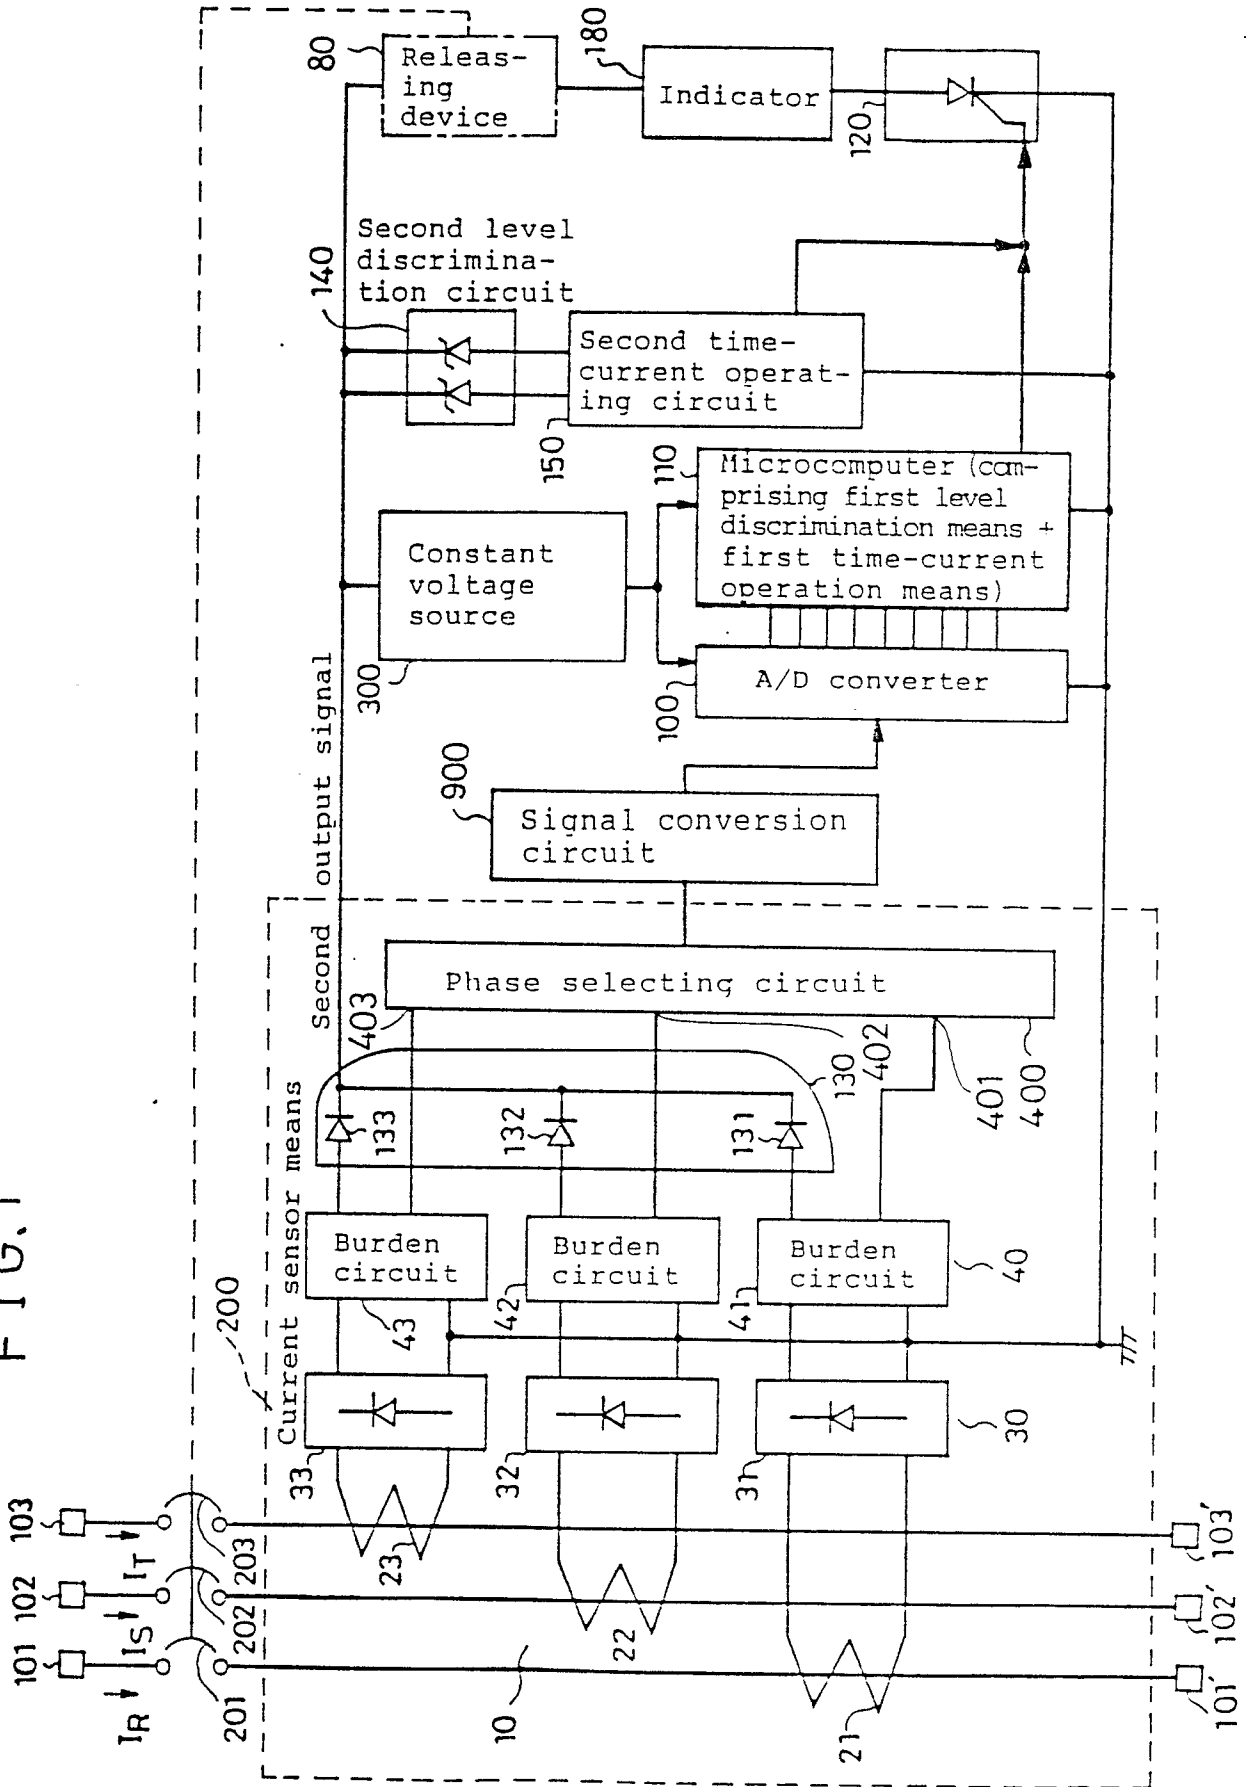 FIG. 1
80
Releas-
ing
device
180
Indicator
120
Second level
discrimina-
tion circuit
140
Second time-
current operat-
ing circuit
150
110
Microcomputer (com-
prising first level
discrimination means +
first time-current
operation means)
Constant
voltage
source
300
100
A/D converter
output signal
900
Signal conversion
circuit
Second
403
Phase selecting circuit
402
401
400
130
133
132
131
Current sensor means
200
Burden
circuit
43
Burden
circuit
42
Burden
circuit
41
40
33
32
31
30
23
22
21
10
103
102
101
IT
IS
IR
203
202
201
103'
102'
101'